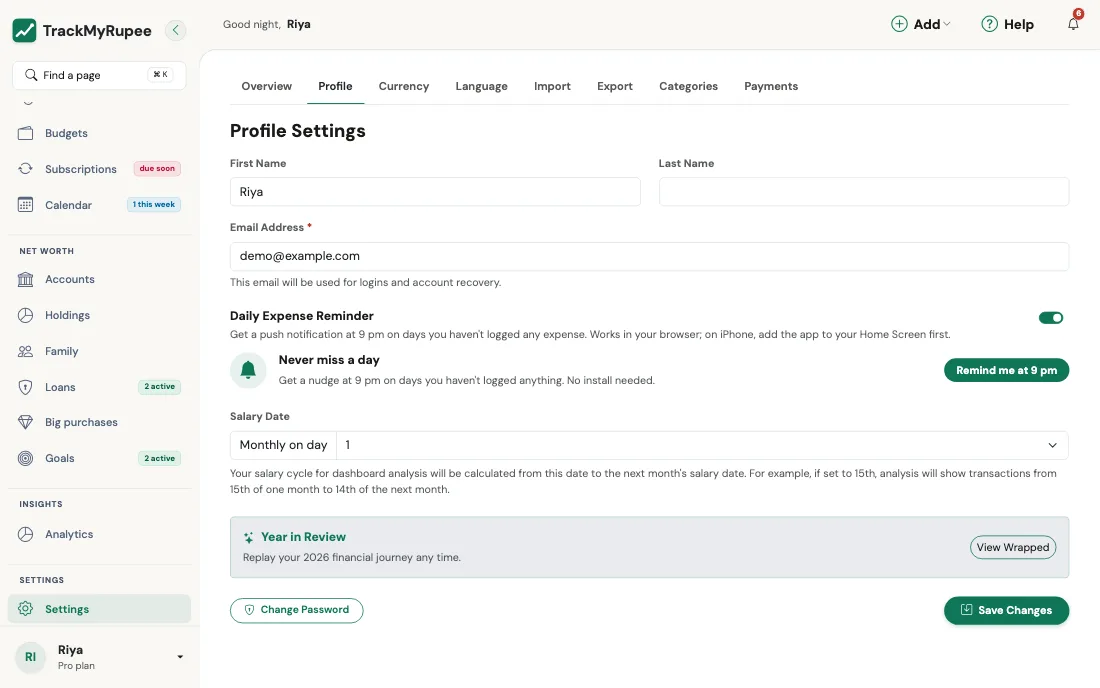 TrackMyRupee
Find a page
⌘ K
Budgets
Subscriptions
due soon
Calendar
1 this week
NET WORTH
Accounts
Holdings
Family
Loans
2 active
Big purchases
Goals
2 active
INSIGHTS
Analytics
SETTINGS
Settings
RI
Riya
Pro plan
Good night, Riya
Add
Help
6
Overview
Profile
Currency
Language
Import
Export
Categories
Payments
Profile Settings
First Name
Last Name
Riya
Email Address *
demo@example.com
This email will be used for logins and account recovery.
Daily Expense Reminder
Get a push notification at 9 pm on days you haven't logged any expense. Works in your browser; on iPhone, add the app to your Home Screen first.
Never miss a day
Get a nudge at 9 pm on days you haven't logged anything. No install needed.
Remind me at 9 pm
Salary Date
Monthly on day
1
Your salary cycle for dashboard analysis will be calculated from this date to the next month's salary date. For example, if set to 15th, analysis will show transactions from
15th of one month to 14th of the next month.
Year in Review
Replay your 2026 financial journey any time.
View Wrapped
Change Password
Save Changes